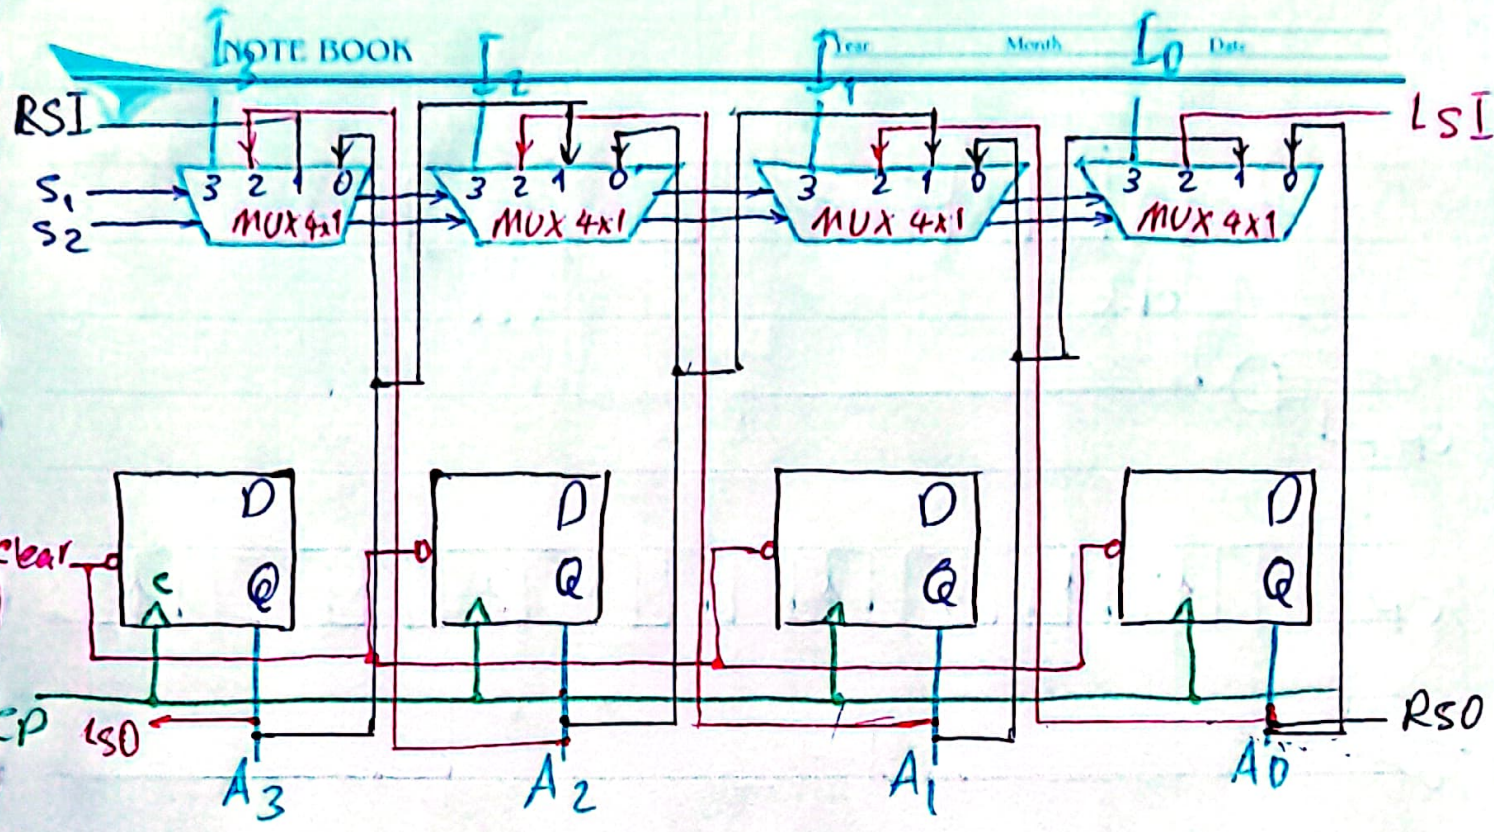 NOTE BOOK Year Month Date
I3 I2 I1 I0
RSI LSI
3 2 1 0 3 2 1 0 3 2 1 0 3 2 1 0
S1
MUX 4x1 MUX 4x1 MUX 4x1 MUX 4x1
S2
D D D D
Clear
C
Q Q Q Q
CP LSO RSO
A3 A2 A1 A0